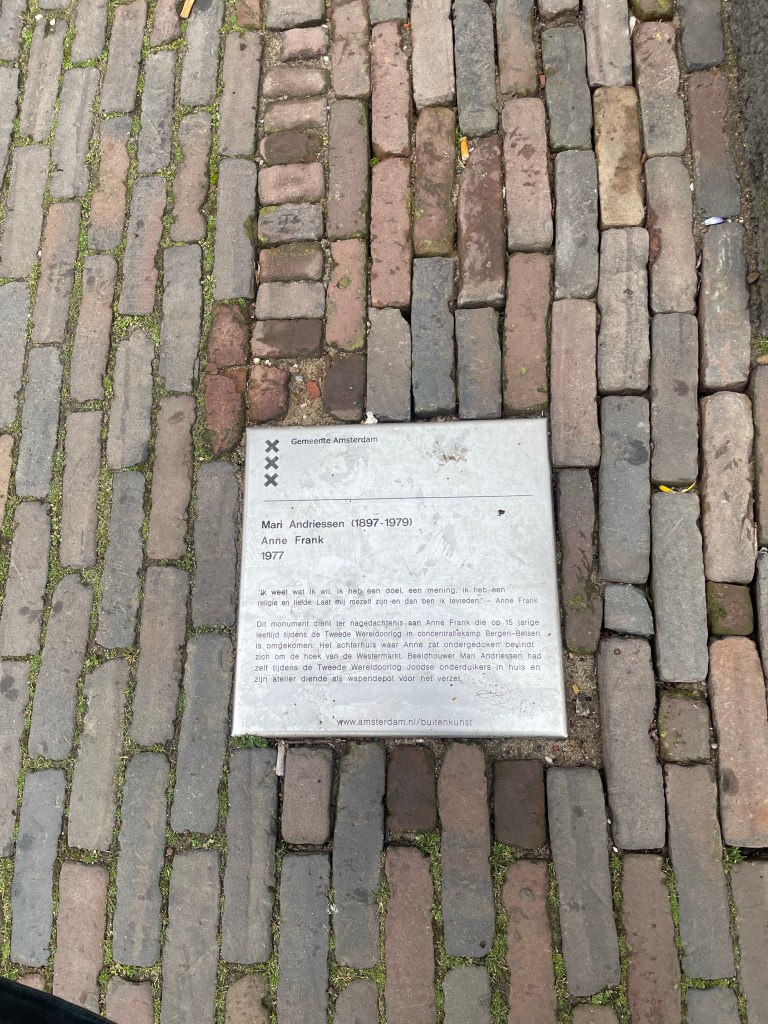 Gemeente Amsterdam
Mari Andriessen (1897-1979)
Anne Frank
1977
"Ik weet wat ik wil, ik heb een doel, een mening, ik heb een
religie en liefde. Laat mij mezelf zijn en dan ben ik tevreden." - Anne Frank
Dit monument dient ter nagedachtenis aan Anne Frank die op 15 jarige
leeftijd tijdens de Tweede Wereldoorlog in concentratiekamp Bergen-Belsen
is omgekomen. Het achterhuis waar Anne zat ondergedoken bevindt
zich om de hoek van de Westermarkt. Beeldhouwer Mari Andriessen had
zelf tijdens de Tweede Wereldoorlog Joodse onderduikers in huis en
zijn atelier diende als wapendepot voor het verzet.
www.amsterdam.nl/buitenkunst